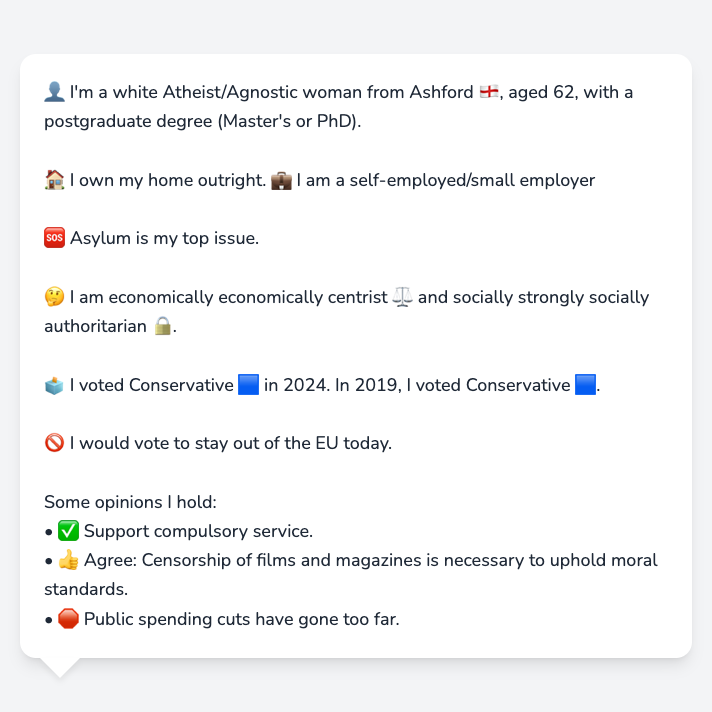 👤 I'm a white Atheist/Agnostic woman from Ashford 🏴󠁧󠁢󠁥󠁮󠁧󠁿, aged 62, with a
postgraduate degree (Master's or PhD).
🏠 I own my home outright. 💼 I am a self-employed/small employer
🆘 Asylum is my top issue.
🤔 I am economically economically centrist ⚖️ and socially strongly socially
authoritarian 🔒.
🗳️ I voted Conservative 🟦 in 2024. In 2019, I voted Conservative 🟦.
🚫 I would vote to stay out of the EU today.
Some opinions I hold:
• ✅ Support compulsory service.
• 👍 Agree: Censorship of films and magazines is necessary to uphold moral
standards.
• 🛑 Public spending cuts have gone too far.